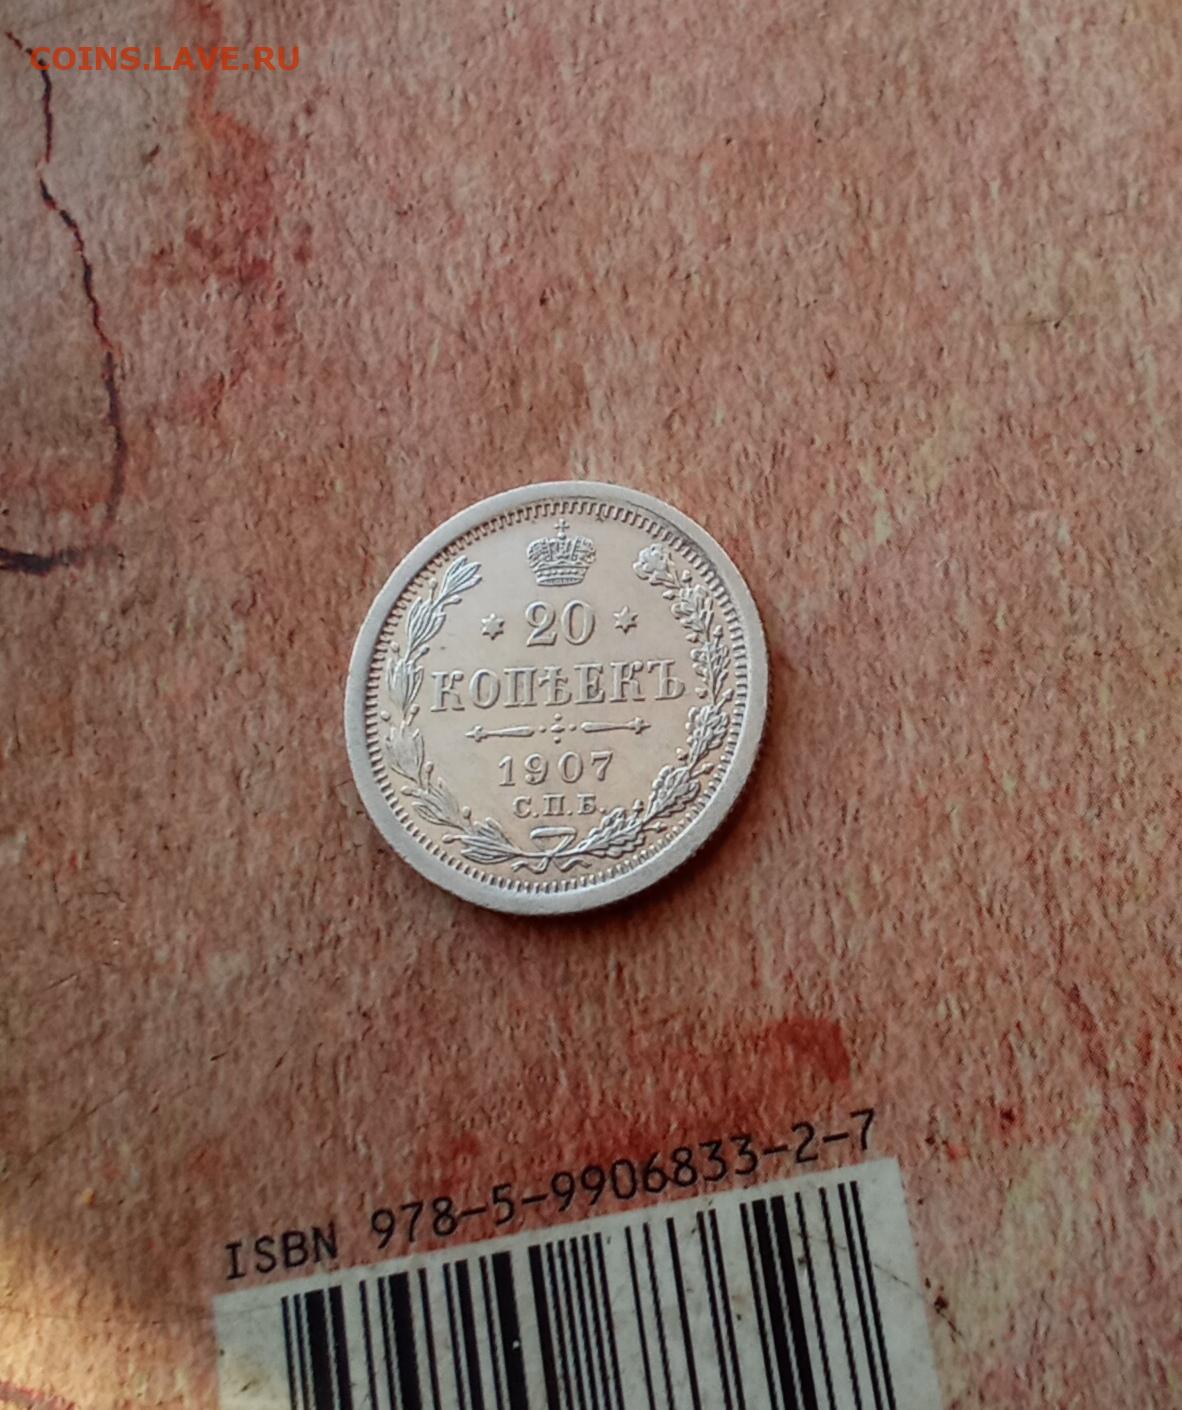 COINS.LAVE.RU
* 20 *
КОПѢЕКЪ
1907
С.П.Б.
ISBN 978-5-9906833-2-7